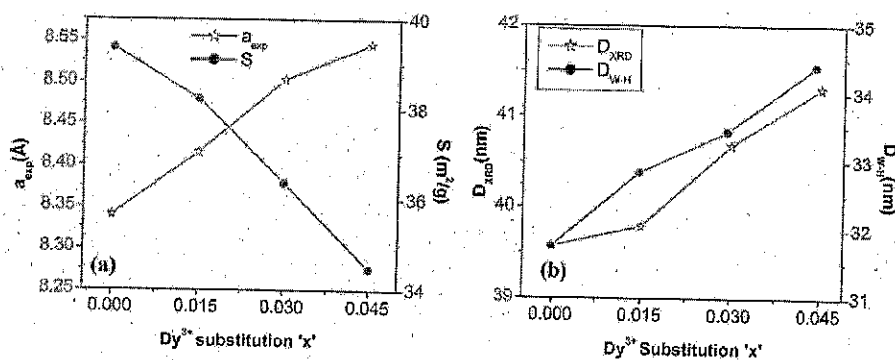 8.55
8.50
8.45
8.40
8.35
8.30
8.25
a_exp(Å)
a_exp
S
(a)
40
38
36
34
S (m²/g)
0.000 0.015 0.030 0.045
Dy³⁺ substitution 'x'
42
41
40
39
D_XRD(nm)
D_XRD
D_W-H
(b)
35
34
33
32
31
D_W-H(nm)
0.000 0.015 0.030 0.045
Dy³⁺ Substitution 'x'